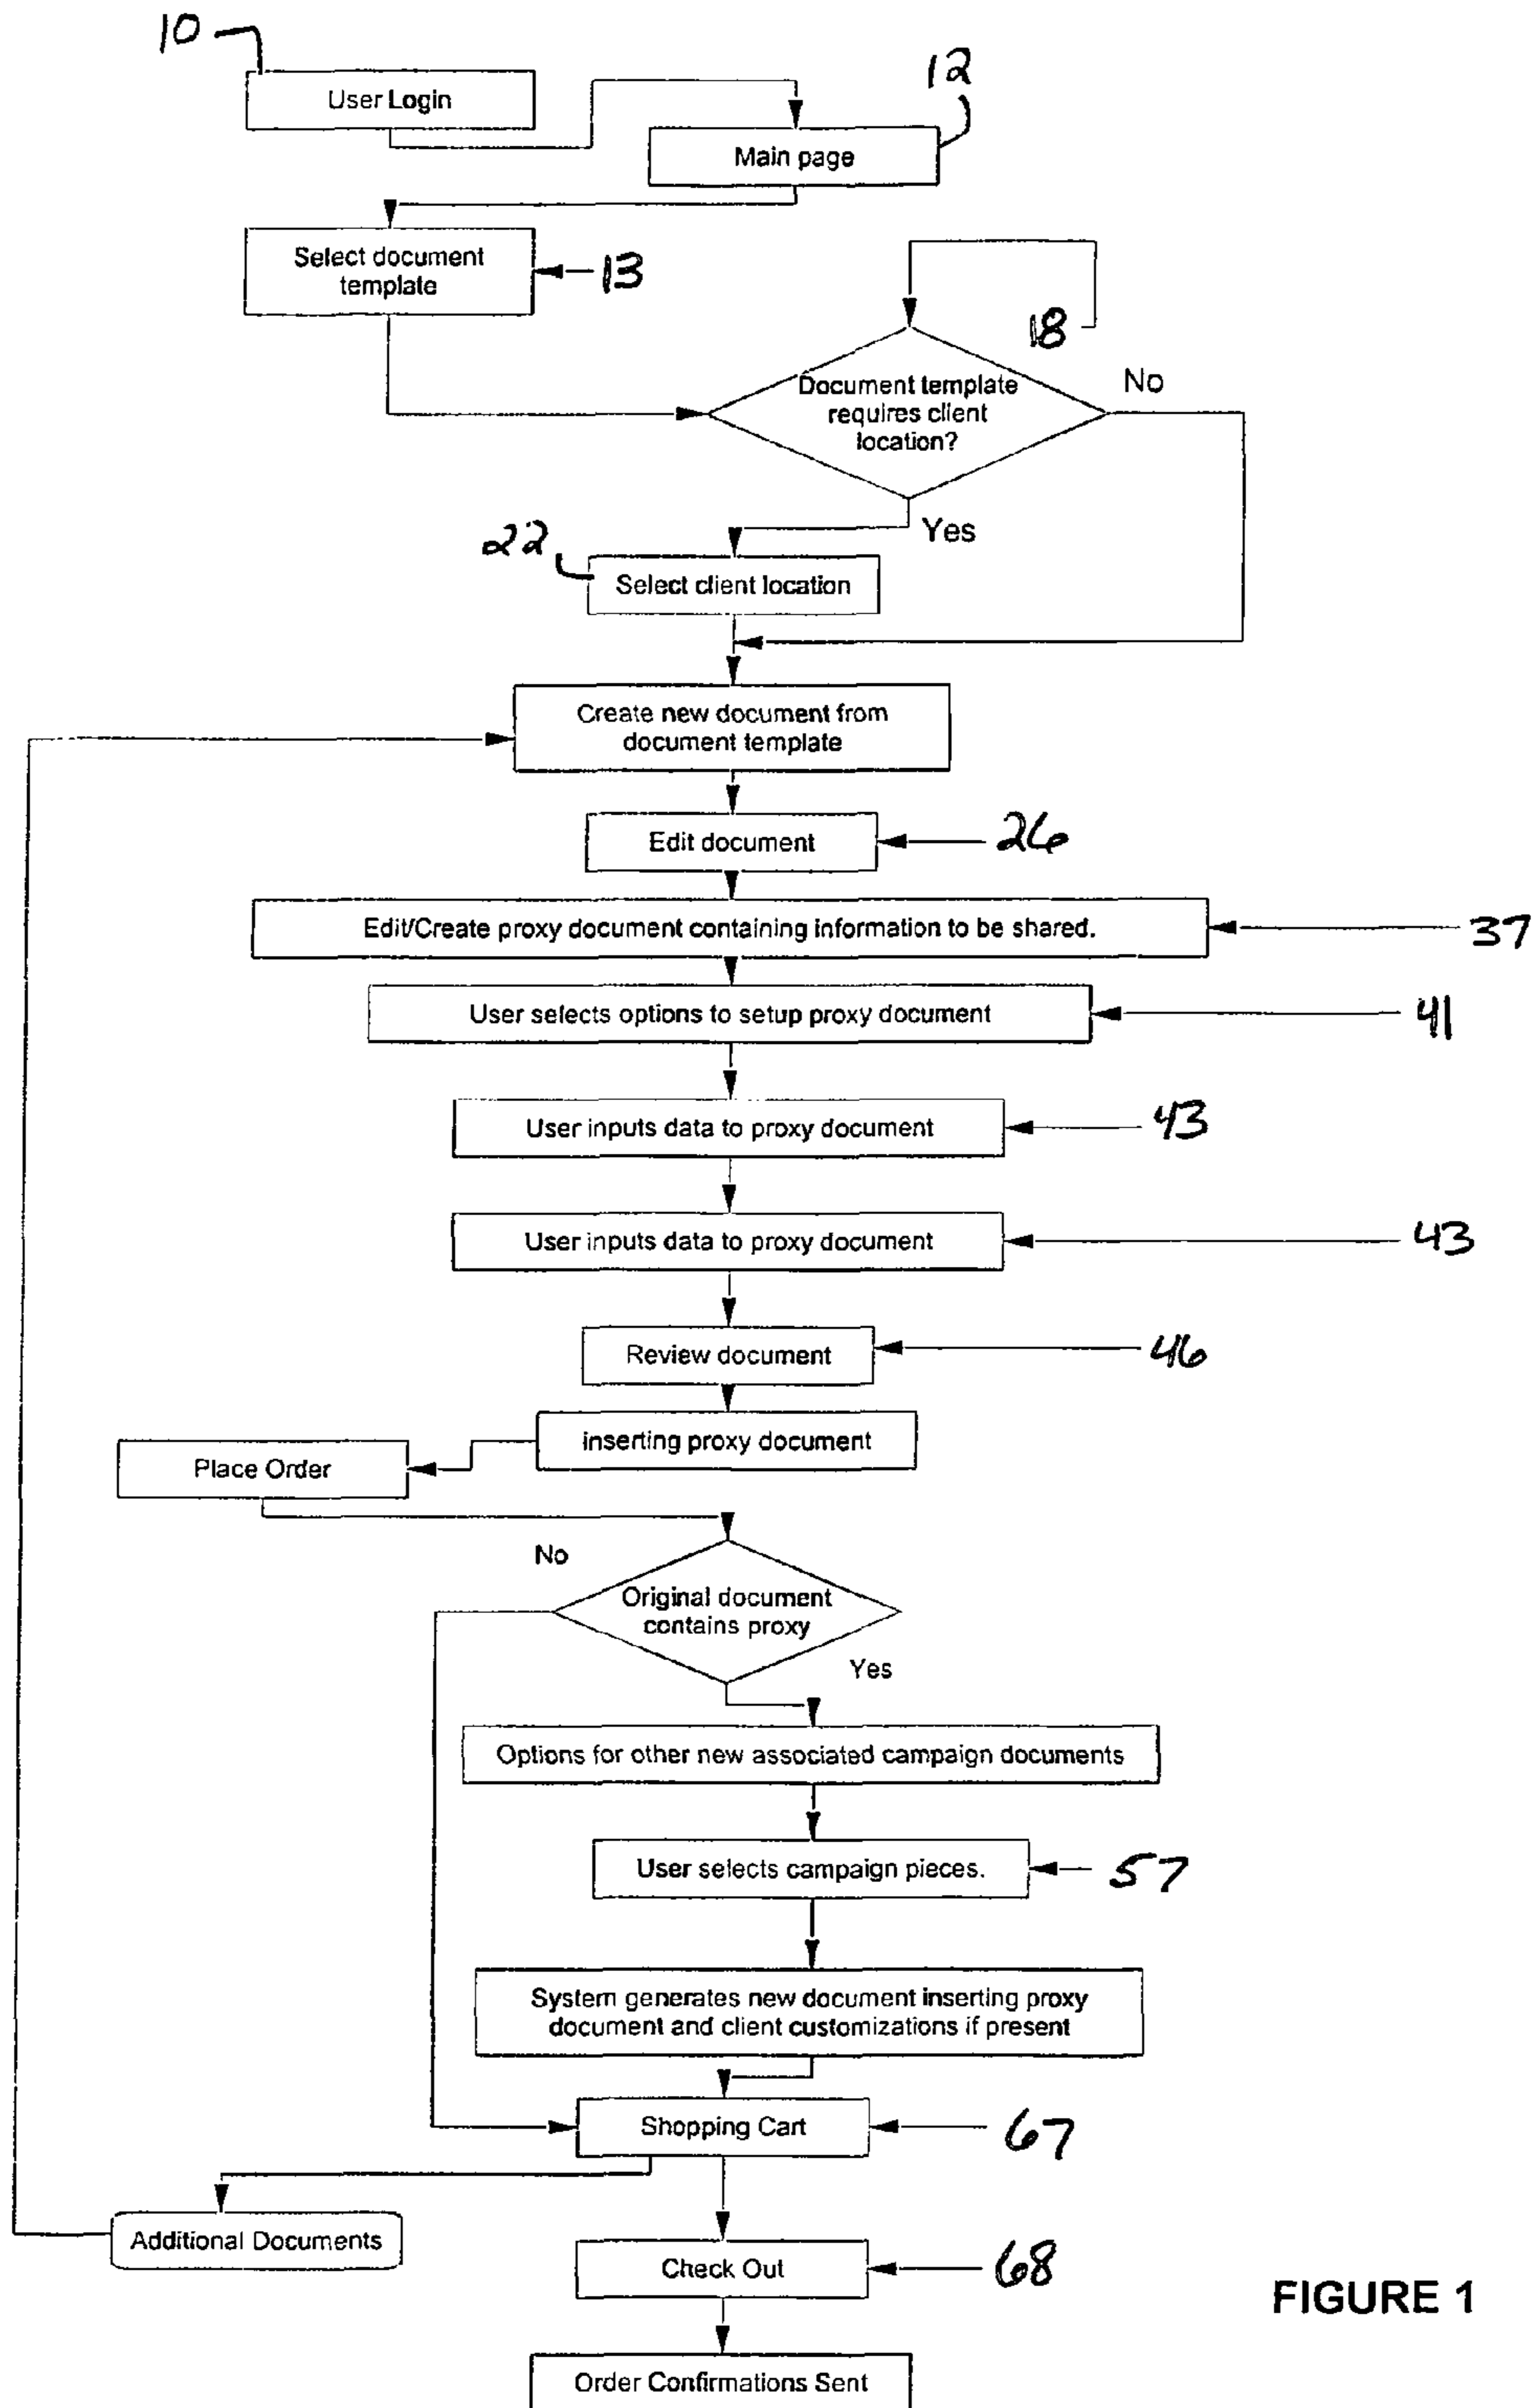 10
User Login
12
Main page
Select document
template
13
18
Document template
requires client
location?
No
Yes
22
Select client location
Create new document from
document template
Edit document
26
Edit/Create proxy document containing information to be shared.
37
User selects options to setup proxy document
41
User inputs data to proxy document
43
User inputs data to proxy document
43
Review document
46
inserting proxy document
Place Order
No
Original document
contains proxy
Yes
Options for other new associated campaign documents
User selects campaign pieces.
57
System generates new document inserting proxy
document and client customizations if present
Shopping Cart
67
Additional Documents
Check Out
68
FIGURE 1
Order Confirmations Sent